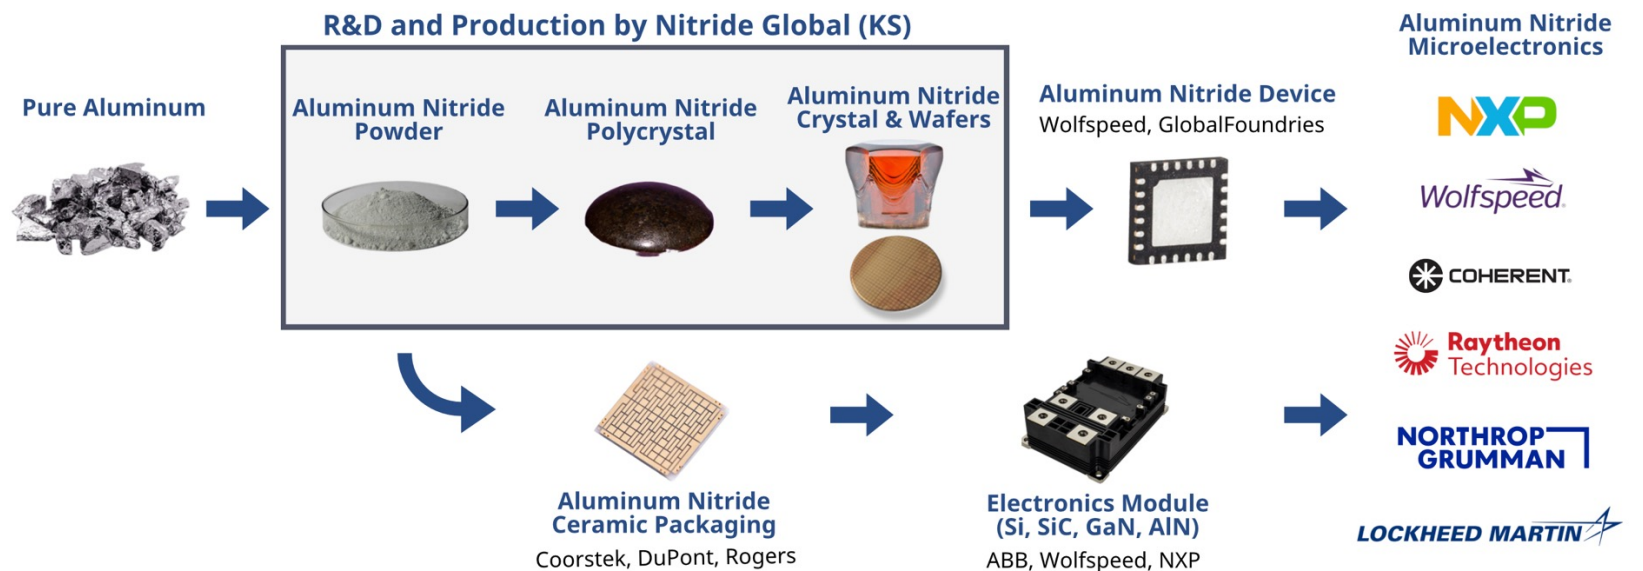 R&D and Production by Nitride Global (KS)
Pure Aluminum
Aluminum Nitride
Powder
Aluminum Nitride
Polycrystal
Aluminum Nitride
Crystal & Wafers
Aluminum Nitride Device
Wolfspeed, GlobalFoundries
Aluminum Nitride
Microelectronics
NXP
Wolfspeed
COHERENT
Raytheon
Technologies
NORTHROP
GRUMMAN
LOCKHEED MARTIN
Aluminum Nitride
Ceramic Packaging
Coorstek, DuPont, Rogers
Electronics Module
(Si, SiC, GaN, AlN)
ABB, Wolfspeed, NXP